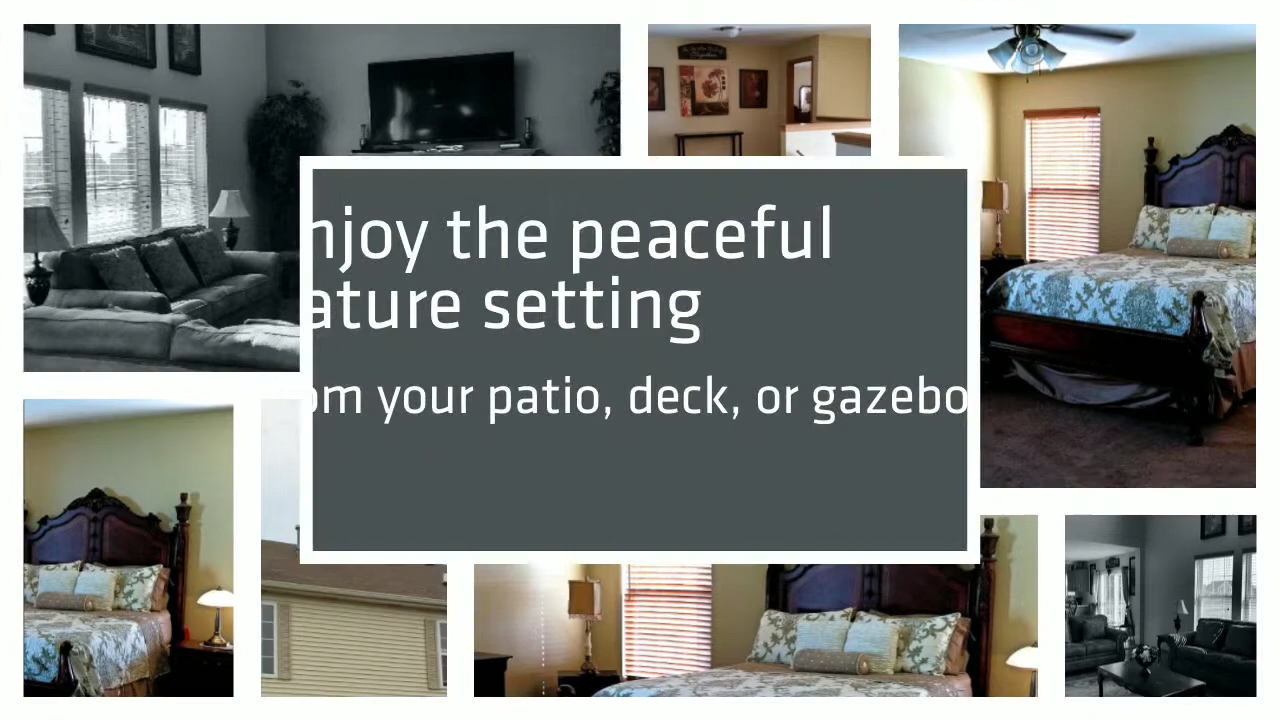 njoy the peaceful
ature setting
om your patio, deck, or gazebo